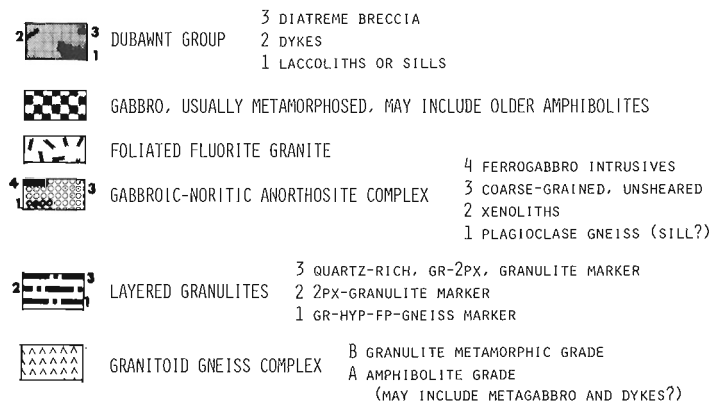 3 DIATREME BRECCIA
2 3 DUBAWNT GROUP 2 DYKES
1 1 LACCOLITHS OR SILLS
GABBRO, USUALLY METAMORPHOSED, MAY INCLUDE OLDER AMPHIBOLITES
FOLIATED FLUORITE GRANITE
4 FERROGABBRO INTRUSIVES
4 3 GABBROIC-NORITIC ANORTHOSITE COMPLEX 3 COARSE-GRAINED, UNSHEARED
1 2 XENOLITHS
1 PLAGIOCLASE GNEISS (SILL?)
3 3 QUARTZ-RICH, GR-2PX, GRANULITE MARKER
2 LAYERED GRANULITES 2 2PX-GRANULITE MARKER
1 1 GR-HYP-FP-GNEISS MARKER
B GRANULITE METAMORPHIC GRADE
GRANITOID GNEISS COMPLEX A AMPHIBOLITE GRADE
(MAY INCLUDE METAGABBRO AND DYKES?)